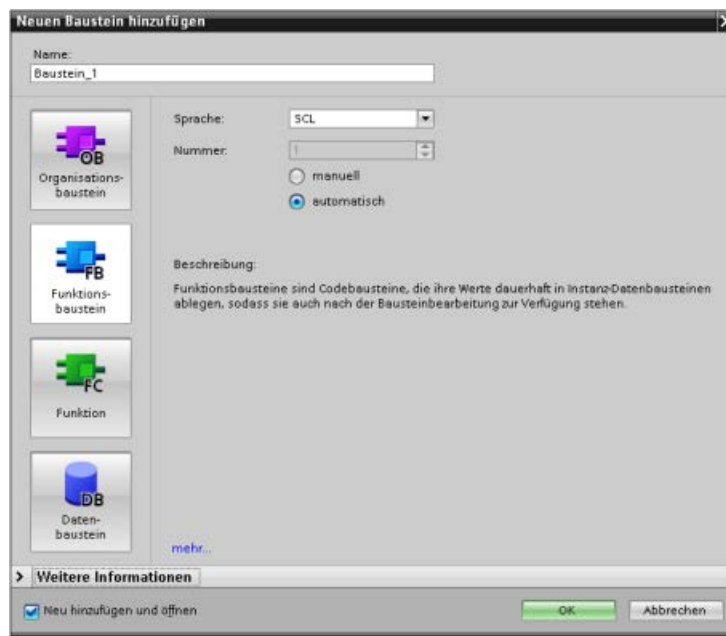 Neuen Baustein hinzufügen
Name:
Baustein_1
OB
Organisations-
baustein
FB
Funktions-
baustein
FC
Funktion
DB
Daten-
baustein
Sprache:
SCL
Nummer:
1
manuell
automatisch
Beschreibung:
Funktionsbausteine sind Codebausteine, die ihre Werte dauerhaft in Instanz-Datenbausteinen
ablegen, sodass sie auch nach der Bausteinbearbeitung zur Verfügung stehen.
mehr...
Weitere Informationen
Neu hinzufügen und öffnen
OK
Abbrechen